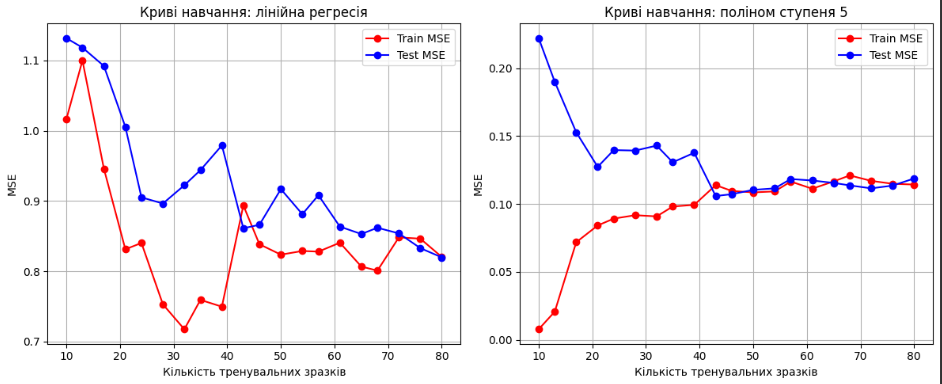 Криві навчання: лінійна регресія
Train MSE
Test MSE
1.1
1.0
0.9
0.8
0.7
MSE
10 20 30 40 50 60 70 80
Кількість тренувальних зразків
Криві навчання: поліном ступеня 5
Train MSE
Test MSE
0.20
0.15
0.10
0.05
0.00
MSE
10 20 30 40 50 60 70 80
Кількість тренувальних зразків